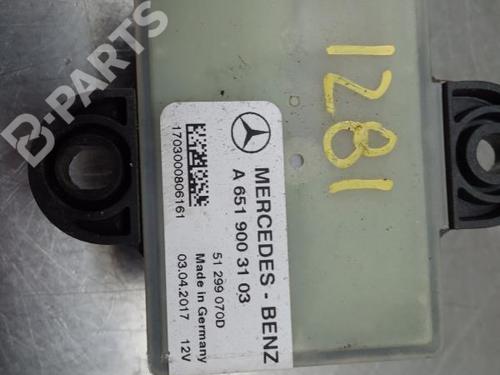 B-PARTS
1281
MERCEDES - BENZ
A 651 900 31 03
1703000806161
51 299 070D
Made in Germany
03.04.2017 12V